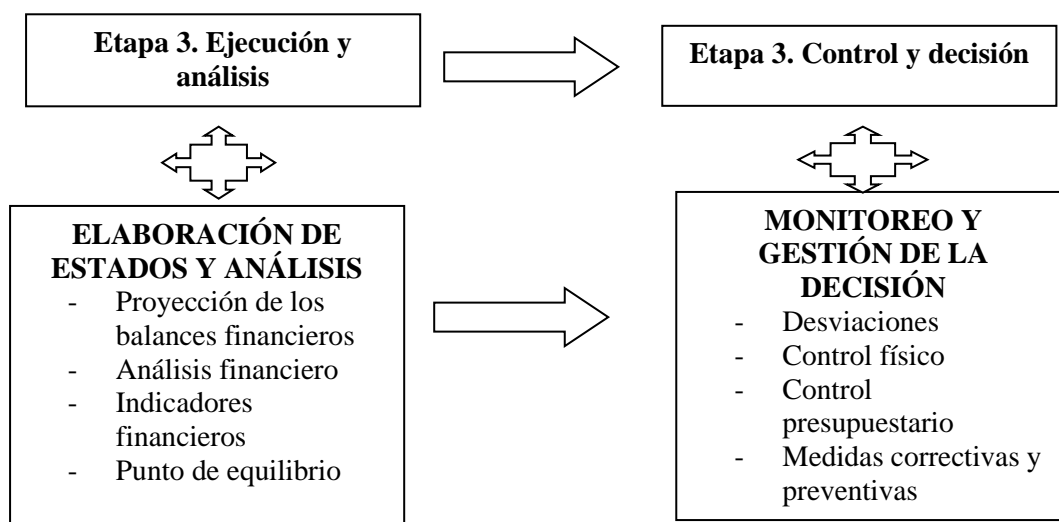 Etapa 3. Ejecución y
análisis
Etapa 3. Control y decisión
ELABORACIÓN DE
ESTADOS Y ANÁLISIS
- Proyección de los
balances financieros
- Análisis financiero
- Indicadores
financieros
- Punto de equilibrio
MONITOREO Y
GESTIÓN DE LA
DECISIÓN
- Desviaciones
- Control físico
- Control
presupuestario
- Medidas correctivas y
preventivas